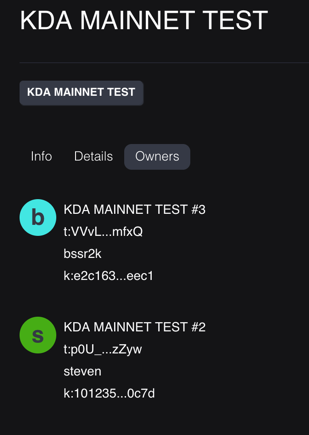 KDA MAINNET TEST
KDA MAINNET TEST
Info Details Owners
b
KDA MAINNET TEST #3
t:VVvL...mfxQ
bssr2k
k:e2c163...eec1
s
KDA MAINNET TEST #2
t:p0U_...zZyw
steven
k:101235...0c7d